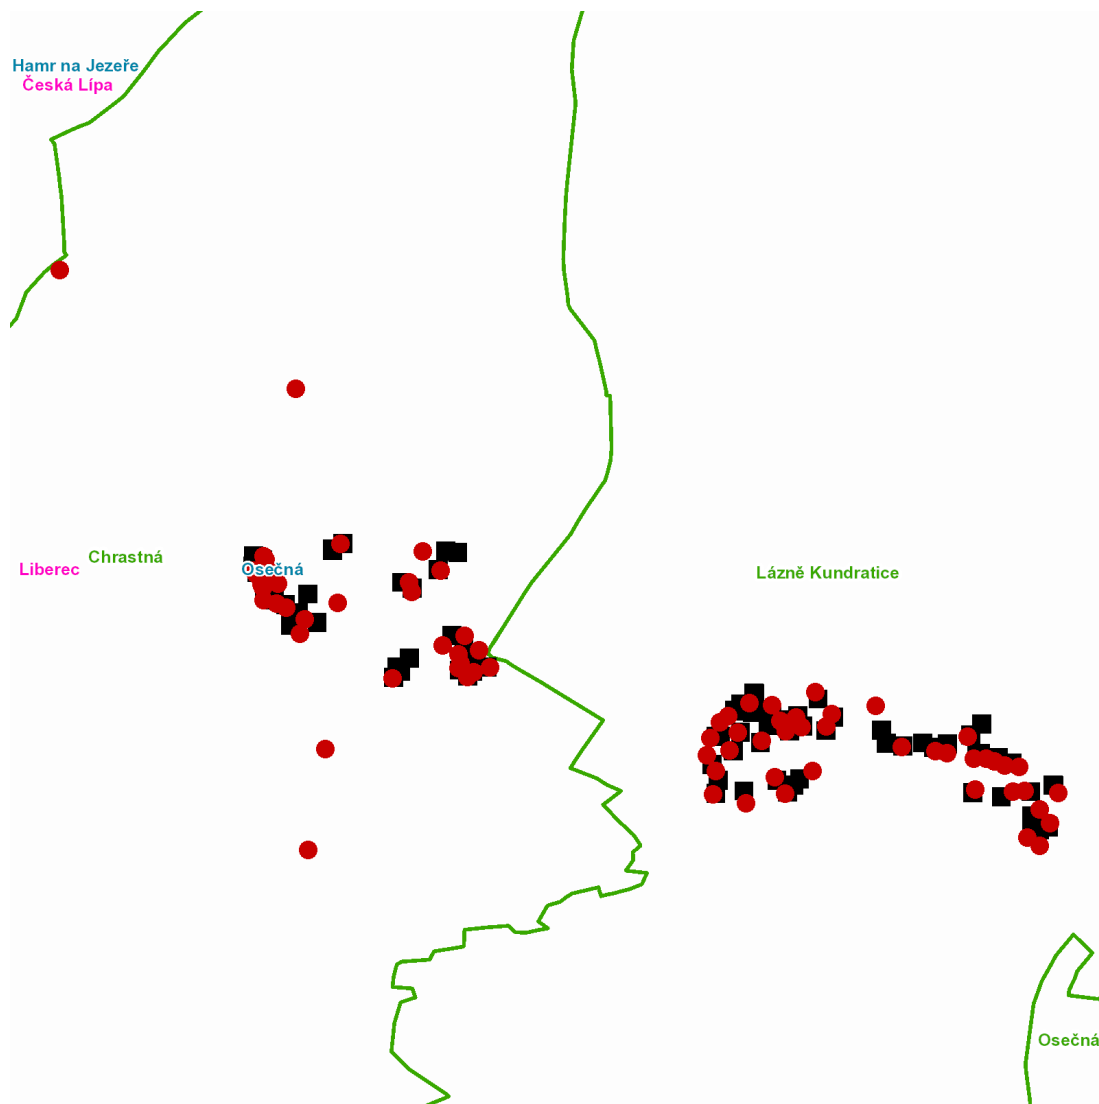 Hamr na Jezeře
Česká Lípa
Chrastná
Liberec
Osečná
Lázně Kundratice
Osečná